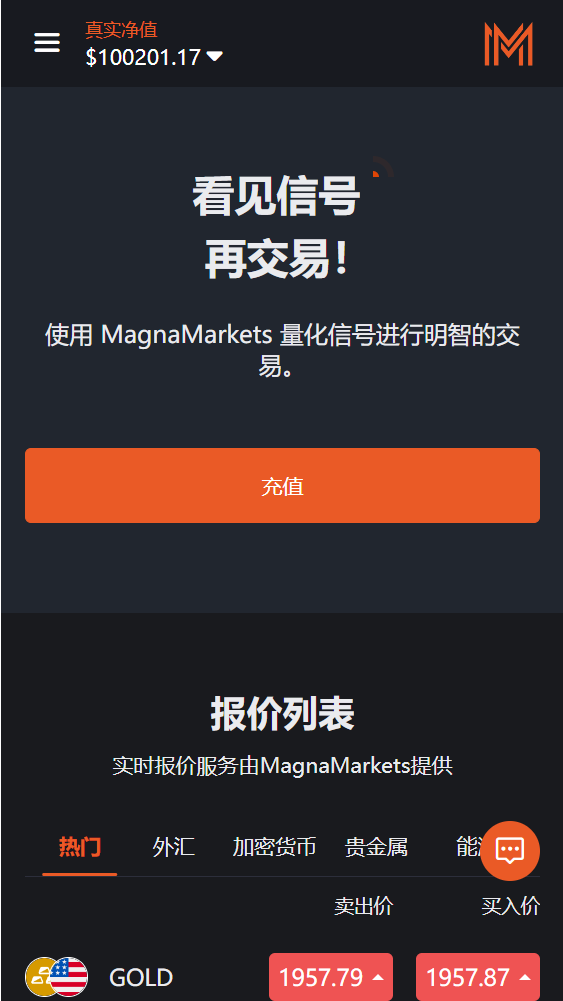 真实净值
$100201.17
看见信号
再交易！
使用 MagnaMarkets 量化信号进行明智的交
易。
充值
报价列表
实时报价服务由MagnaMarkets提供
热门 外汇 加密货币 贵金属 能
卖出价 买入价
GOLD 1957.79 1957.87